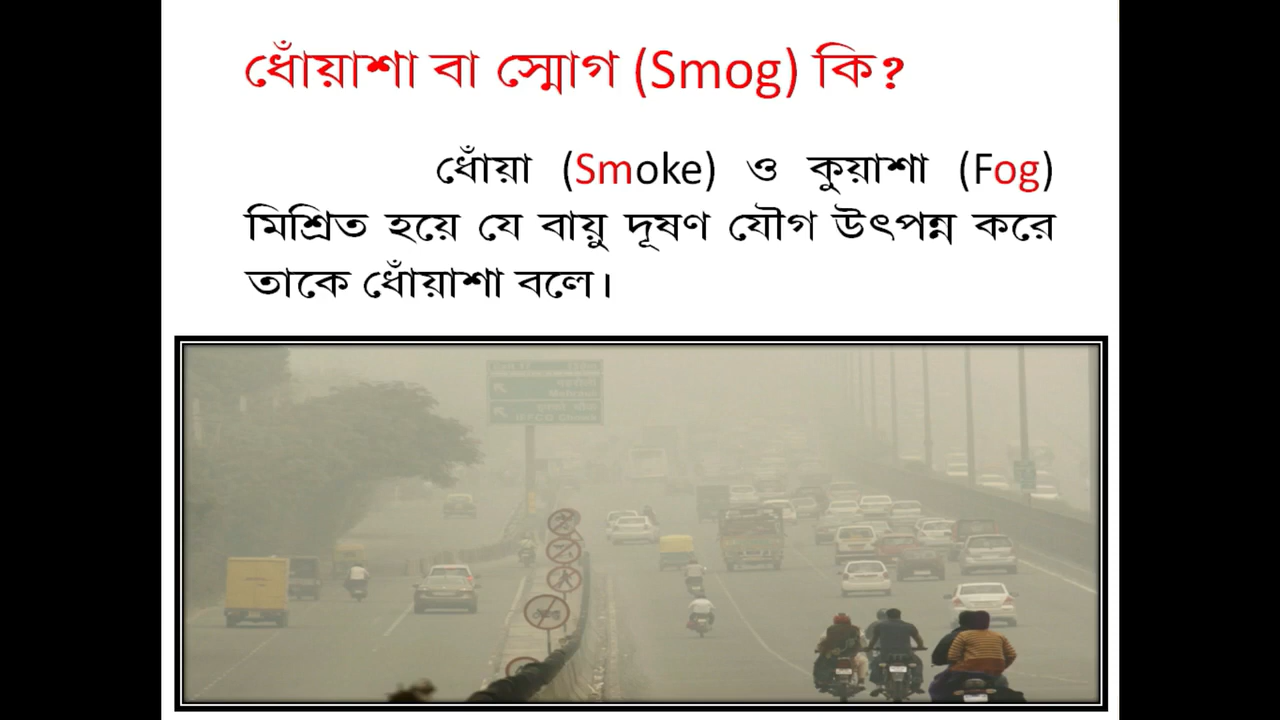 ধোঁয়াশা বা স্মোগ (Smog) কি?
ধোঁয়া (Smoke) ও কুয়াশা (Fog)
মিশ্রিত হয়ে যে বায়ু দূষণ যৌগ উৎপন্ন করে
তাকে ধোঁয়াশা বলে।